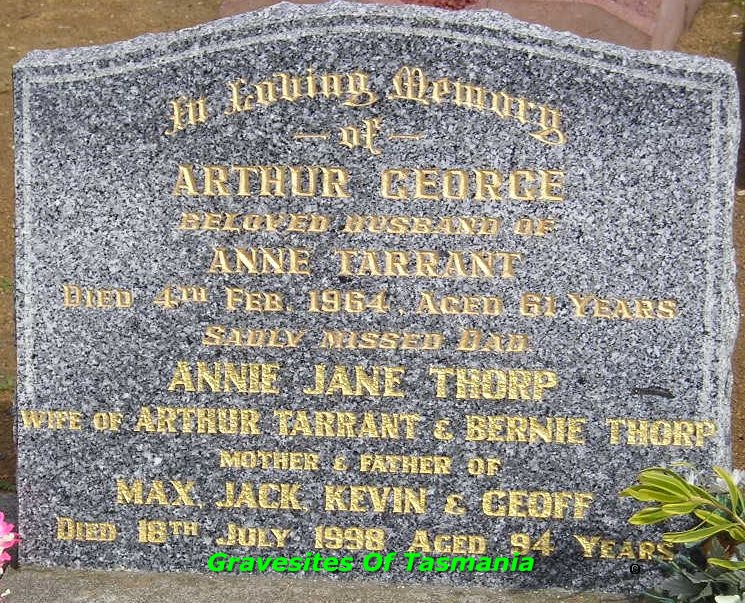 In Loving Memory
— of —
ARTHUR GEORGE
BELOVED HUSBAND OF
ANNE TARRANT
DIED 4TH FEB. 1964, AGED 61 YEARS
SADLY MISSED DAD.
ANNIE JANE THORP
WIFE OF ARTHUR TARRANT & BERNIE THORP
MOTHER & FATHER OF
MAX, JACK, KEVIN & GEOFF
DIED 18TH JULY 1998 AGED 94 YEARS
Gravesites Of Tasmania